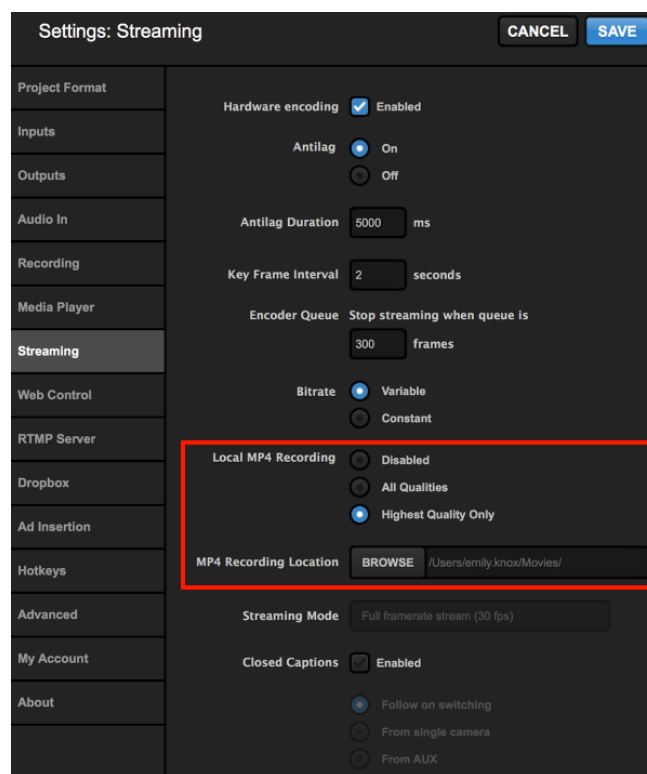 Settings: Streaming CANCEL SAVE
Project Format
Inputs
Outputs
Audio In
Recording
Media Player
Streaming
Web Control
RTMP Server
Dropbox
Ad Insertion
Hotkeys
Advanced
My Account
About
Hardware encoding Enabled
Antilag On
Off
Antilag Duration 5000 ms
Key Frame Interval 2 seconds
Encoder Queue Stop streaming when queue is
300 frames
Bitrate Variable
Constant
Local MP4 Recording Disabled
All Qualities
Highest Quality Only
MP4 Recording Location BROWSE /Users/emily.knox/Movies/
Streaming Mode Full framerate stream (30 fps)
Closed Captions Enabled
Follow on switching
From single camera
From AUX